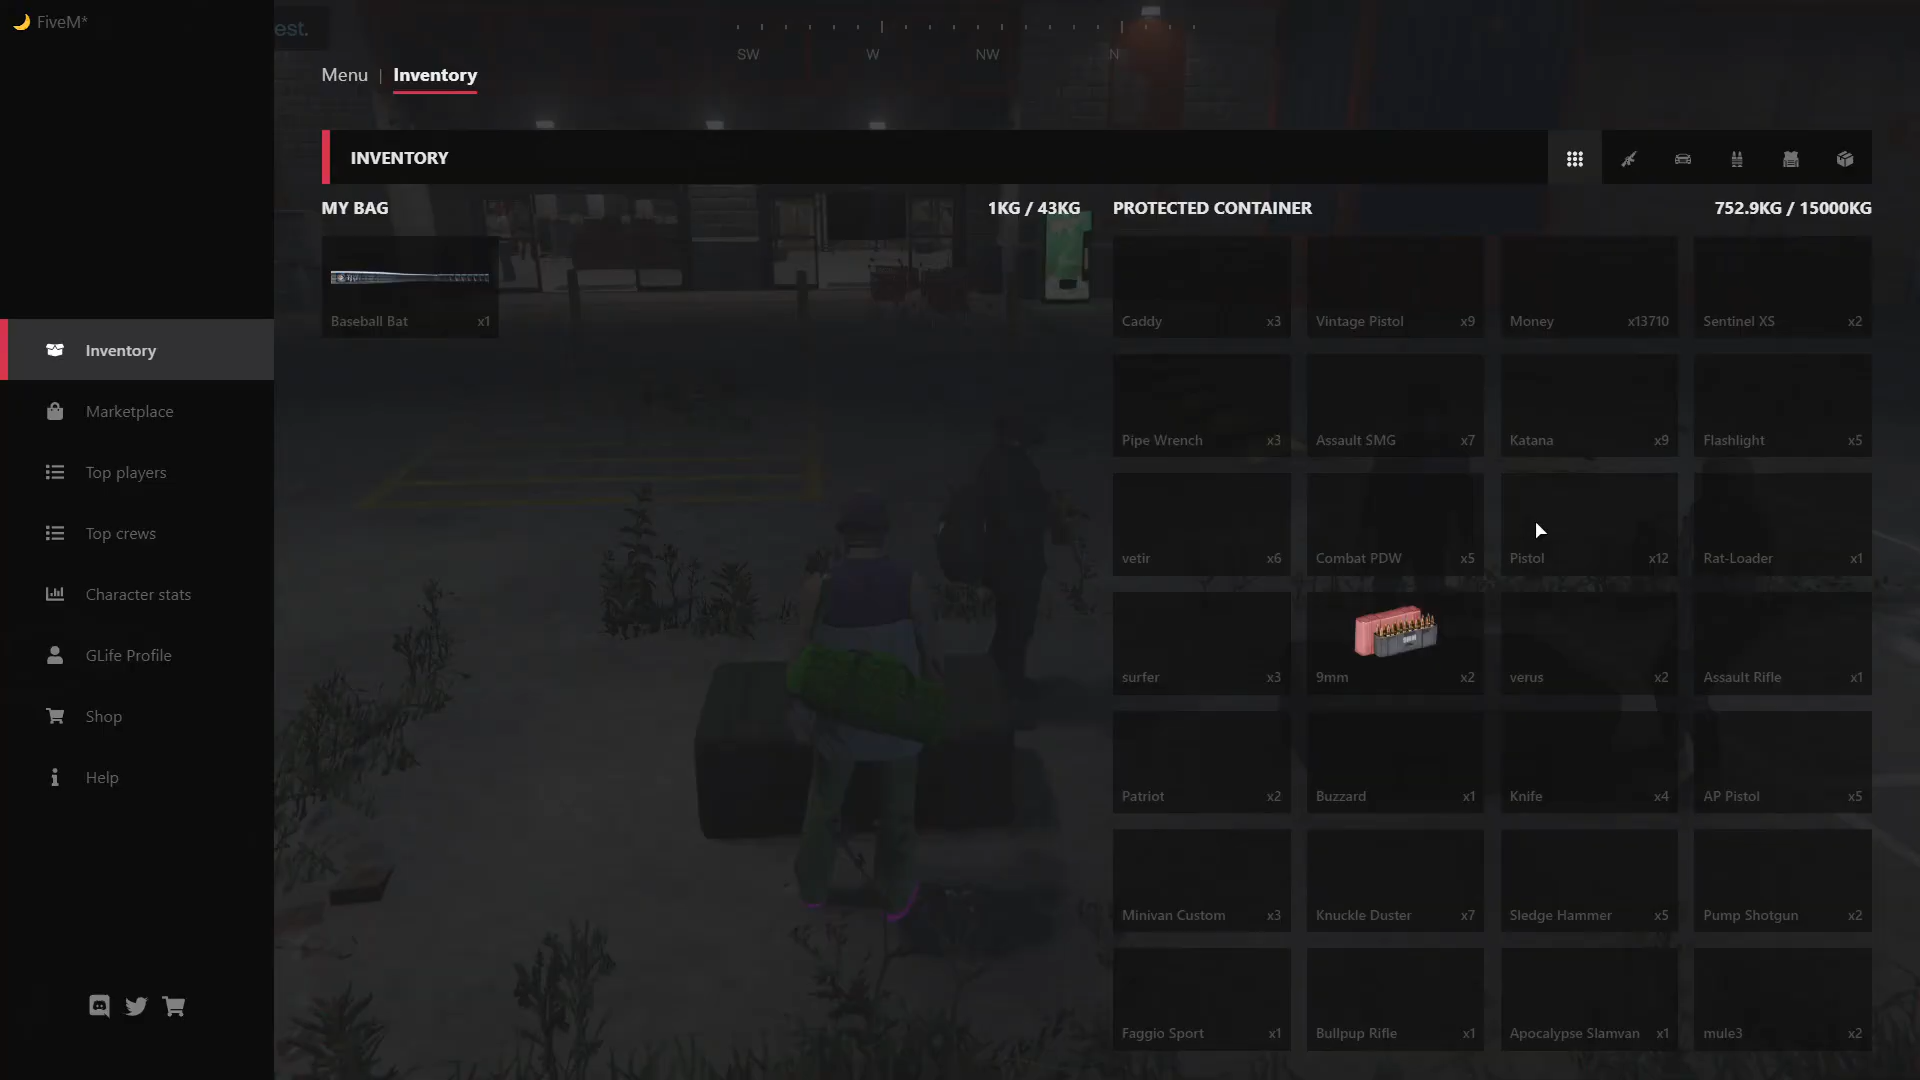 FiveM*
est.
SW W NW N
Menu | Inventory
INVENTORY
MY BAG 1KG / 43KG
PROTECTED CONTAINER 752.9KG / 15000KG
Baseball Bat x1
Caddy x3
Vintage Pistol x9
Money x13710
Sentinel XS x2
Pipe Wrench x3
Assault SMG x7
Katana x9
Flashlight x5
vetir x6
Combat PDW x5
Pistol x12
Rat-Loader x1
surfer x3
9mm x2
verus x2
Assault Rifle x1
Patriot x2
Buzzard x1
Knife x4
AP Pistol x5
Minivan Custom x3
Knuckle Duster x7
Sledge Hammer x5
Pump Shotgun x2
Faggio Sport x1
Bullpup Rifle x1
Apocalypse Slamvan x1
mule3 x2
Inventory
Marketplace
Top players
Top crews
Character stats
GLife Profile
Shop
Help